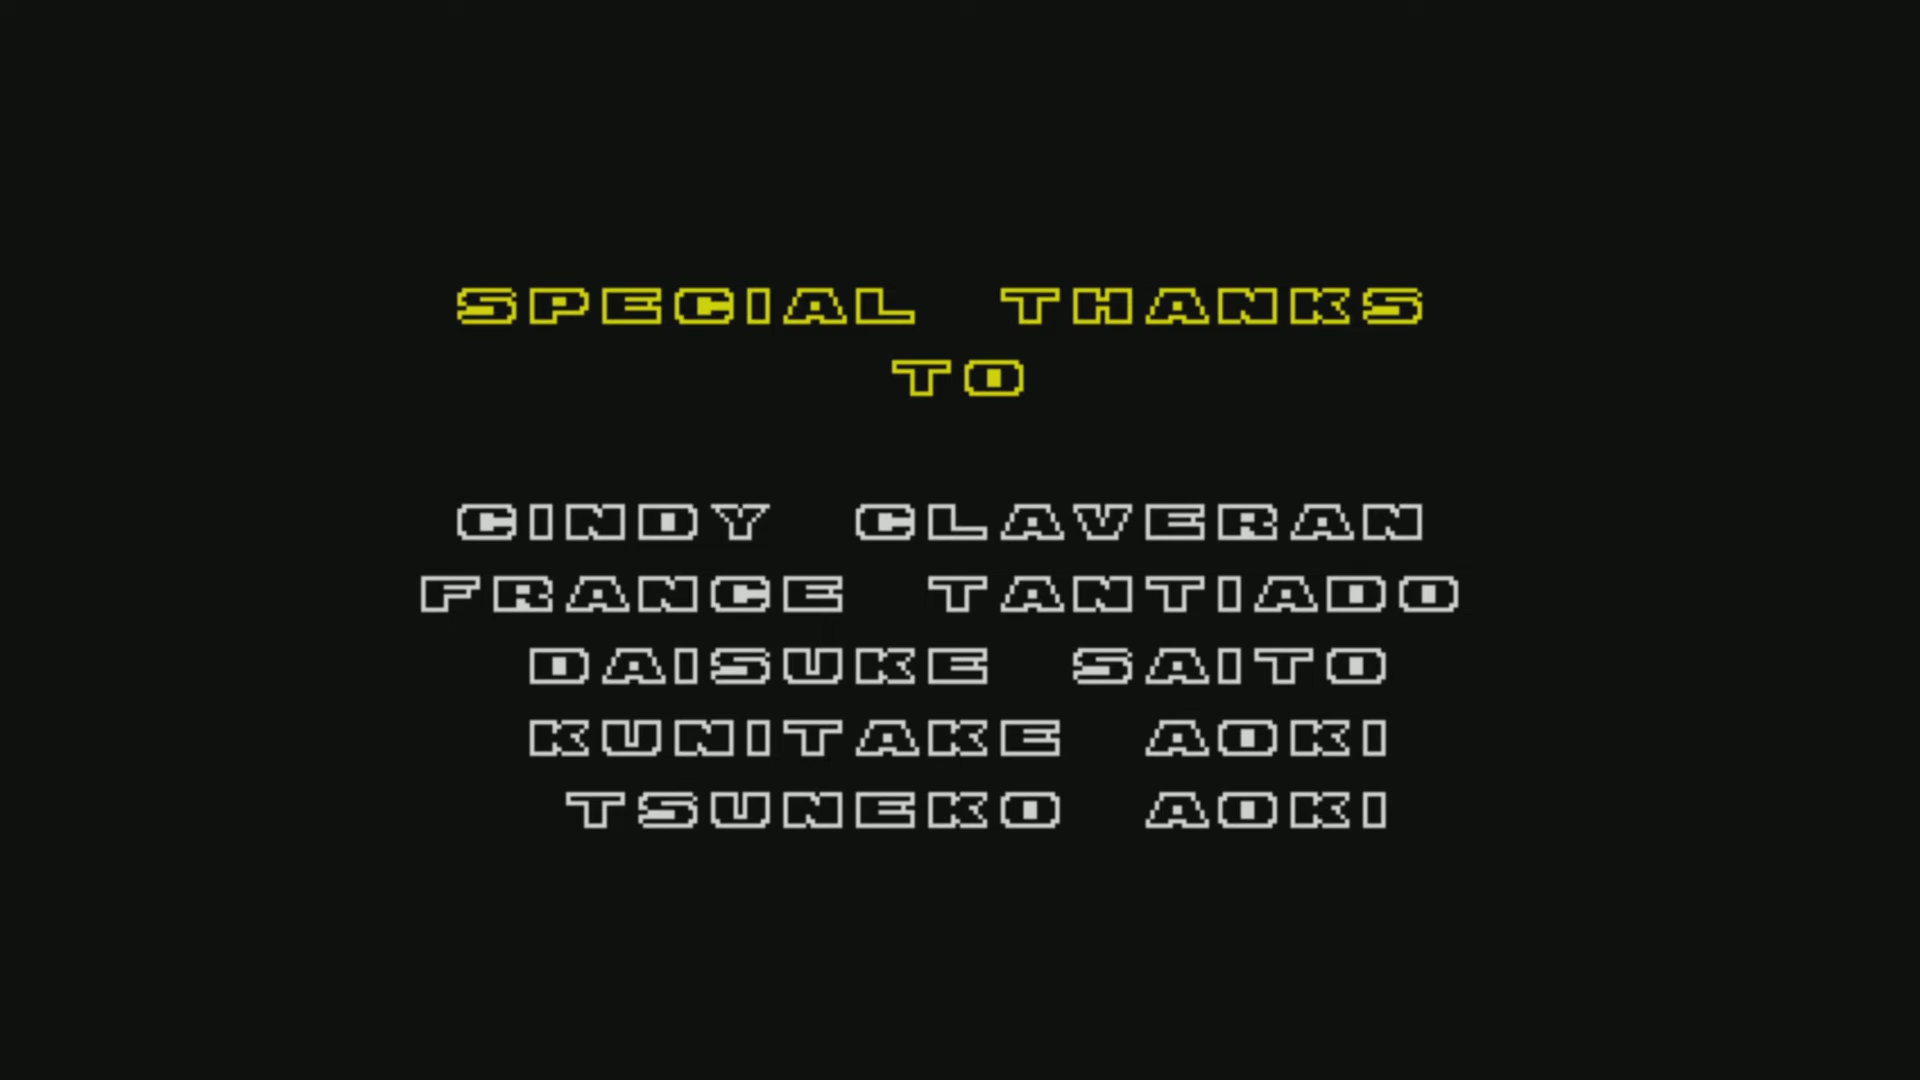 SPECIAL THANKS
TO
CINDY CLAVERAN
FRANCE TANTIADO
DAISUKE SAITO
KUNITAKE AOKI
TSUNEKO AOKI